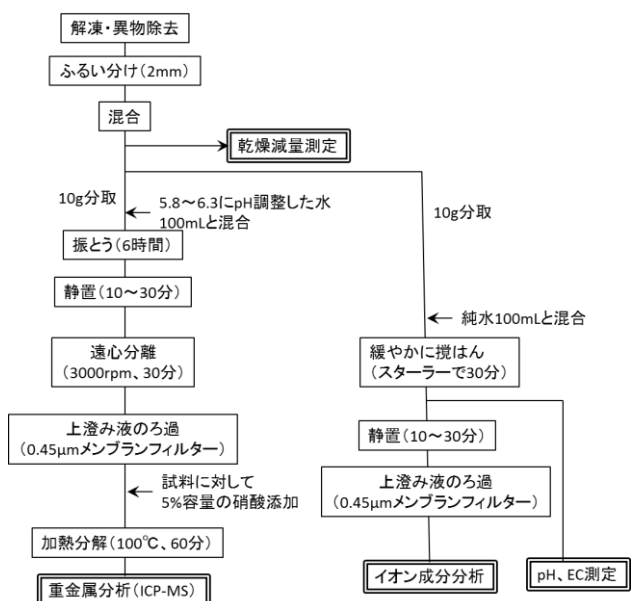 解凍・異物除去
ふるい分け(2mm)
混合
乾燥減量測定
10g分取
5.8～6.3にpH調整した水
100mLと混合
振とう(6時間)
静置(10～30分)
遠心分離
(3000rpm、30分)
上澄み液のろ過
(0.45µmメンブランフィルター)
試料に対して
5%容量の硝酸添加
加熱分解(100℃、60分)
重金属分析(ICP-MS)
10g分取
純水100mLと混合
緩やかに撹はん
(スターラーで30分)
静置(10～30分)
上澄み液のろ過
(0.45µmメンブランフィルター)
イオン成分分析
pH、EC測定